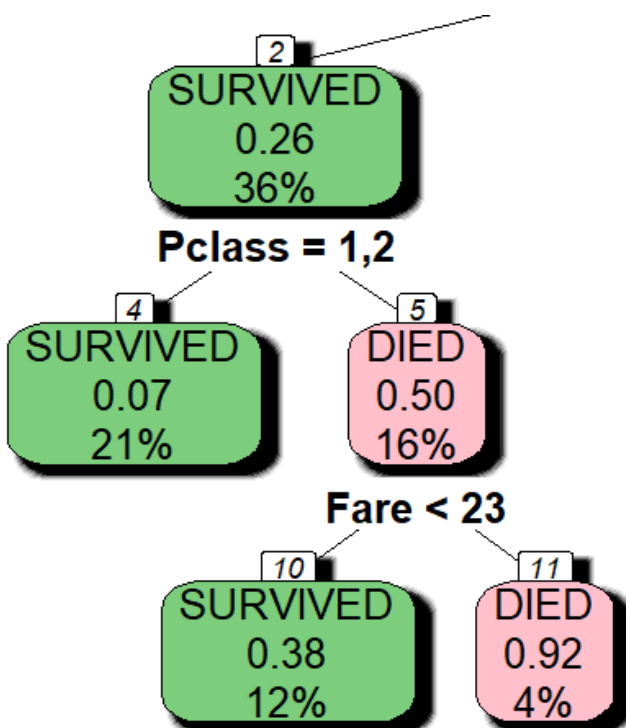 2
SURVIVED
0.26
36%
Pclass = 1,2
4
SURVIVED
0.07
21%
5
DIED
0.50
16%
Fare < 23
10
SURVIVED
0.38
12%
11
DIED
0.92
4%